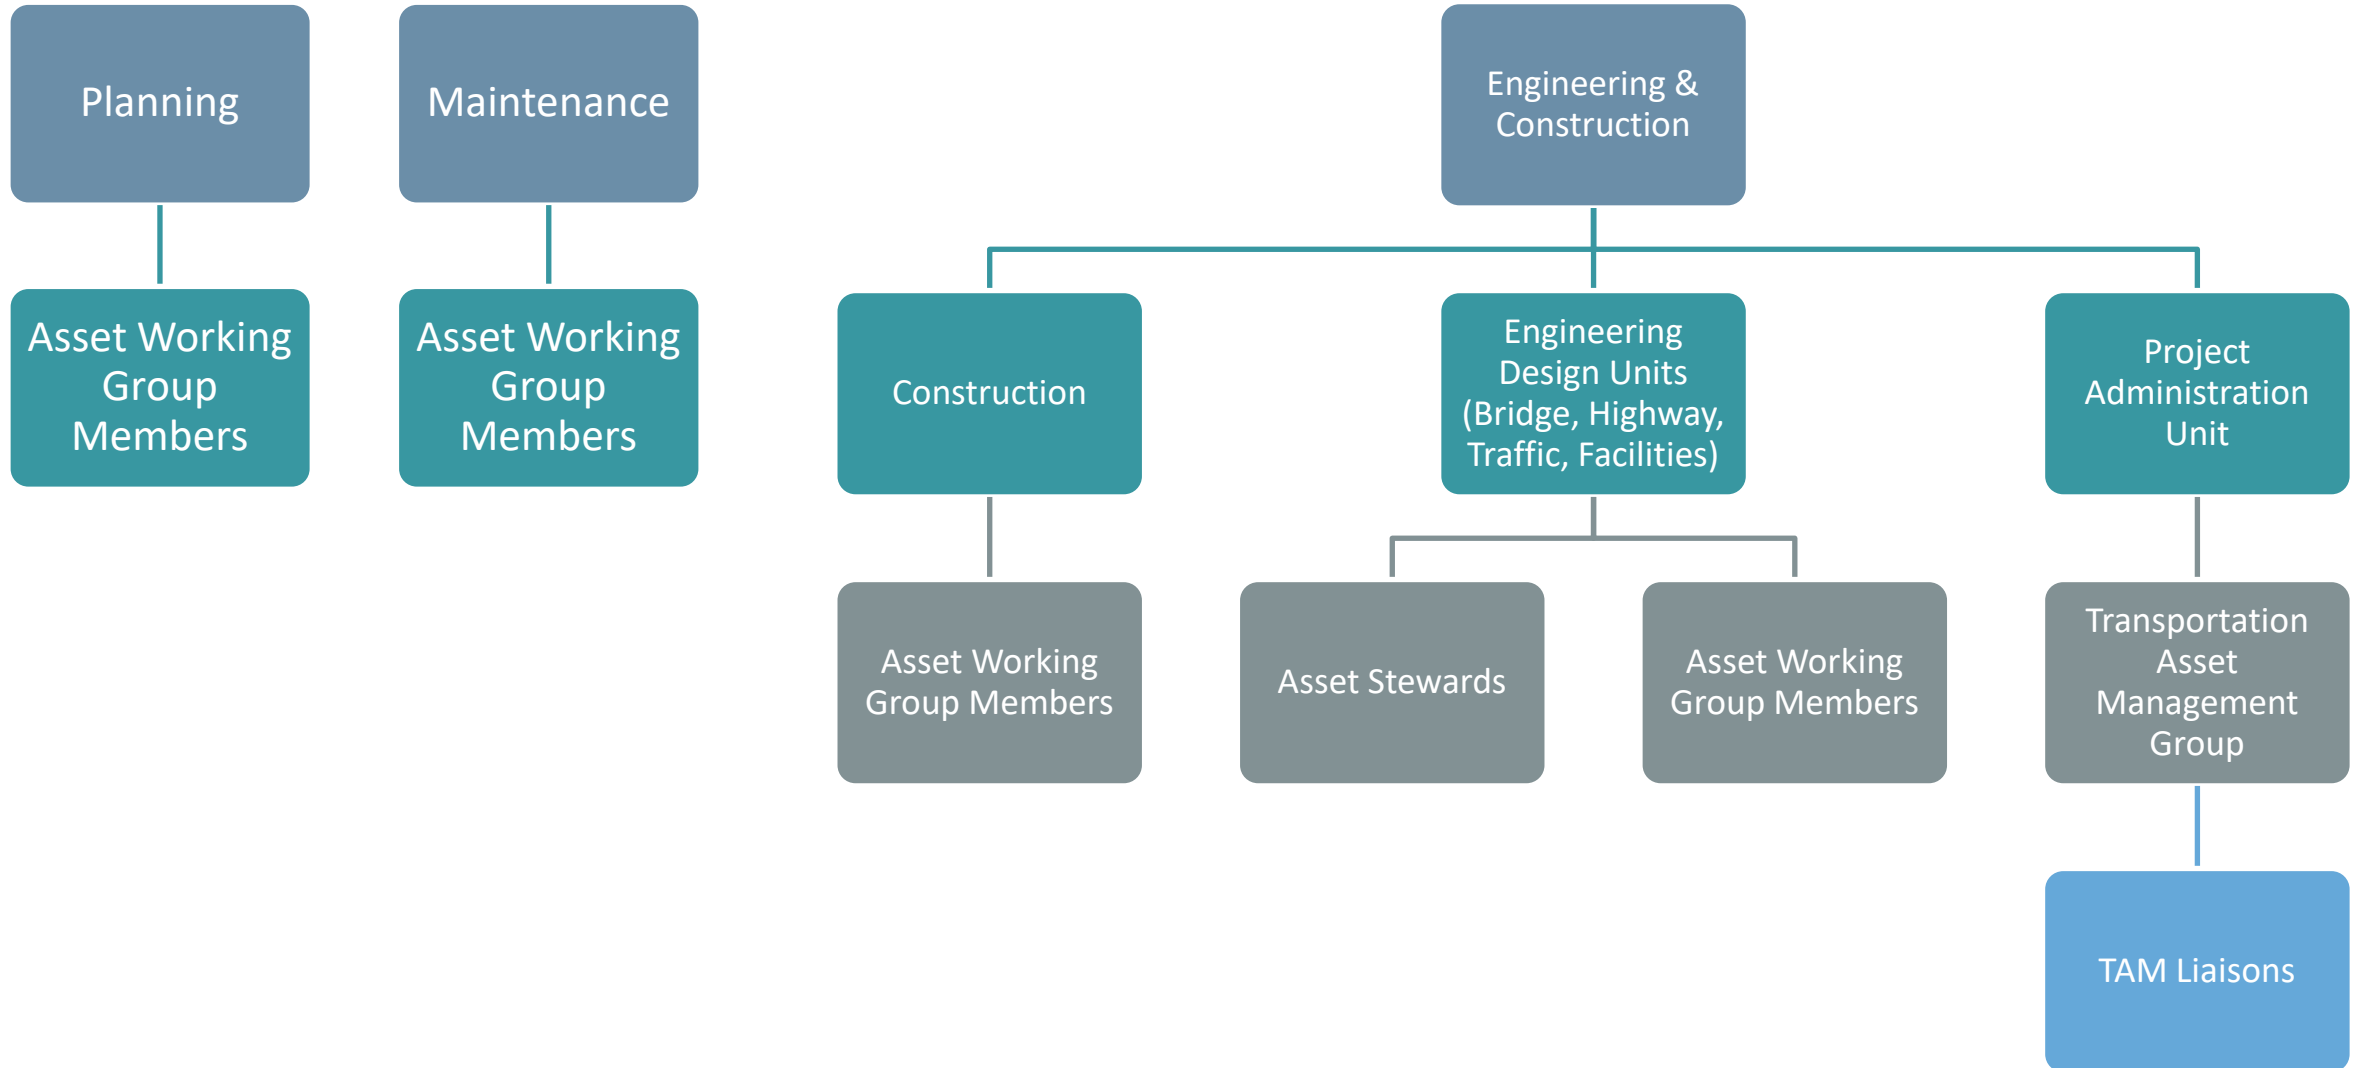 Planning
Maintenance
Engineering &
Construction
Asset Working
Group
Members
Asset Working
Group
Members
Construction
Engineering
Design Units
(Bridge, Highway,
Traffic, Facilities)
Project
Administration
Unit
Asset Working
Group Members
Asset Stewards
Asset Working
Group Members
Transportation
Asset
Management
Group
TAM Liaisons